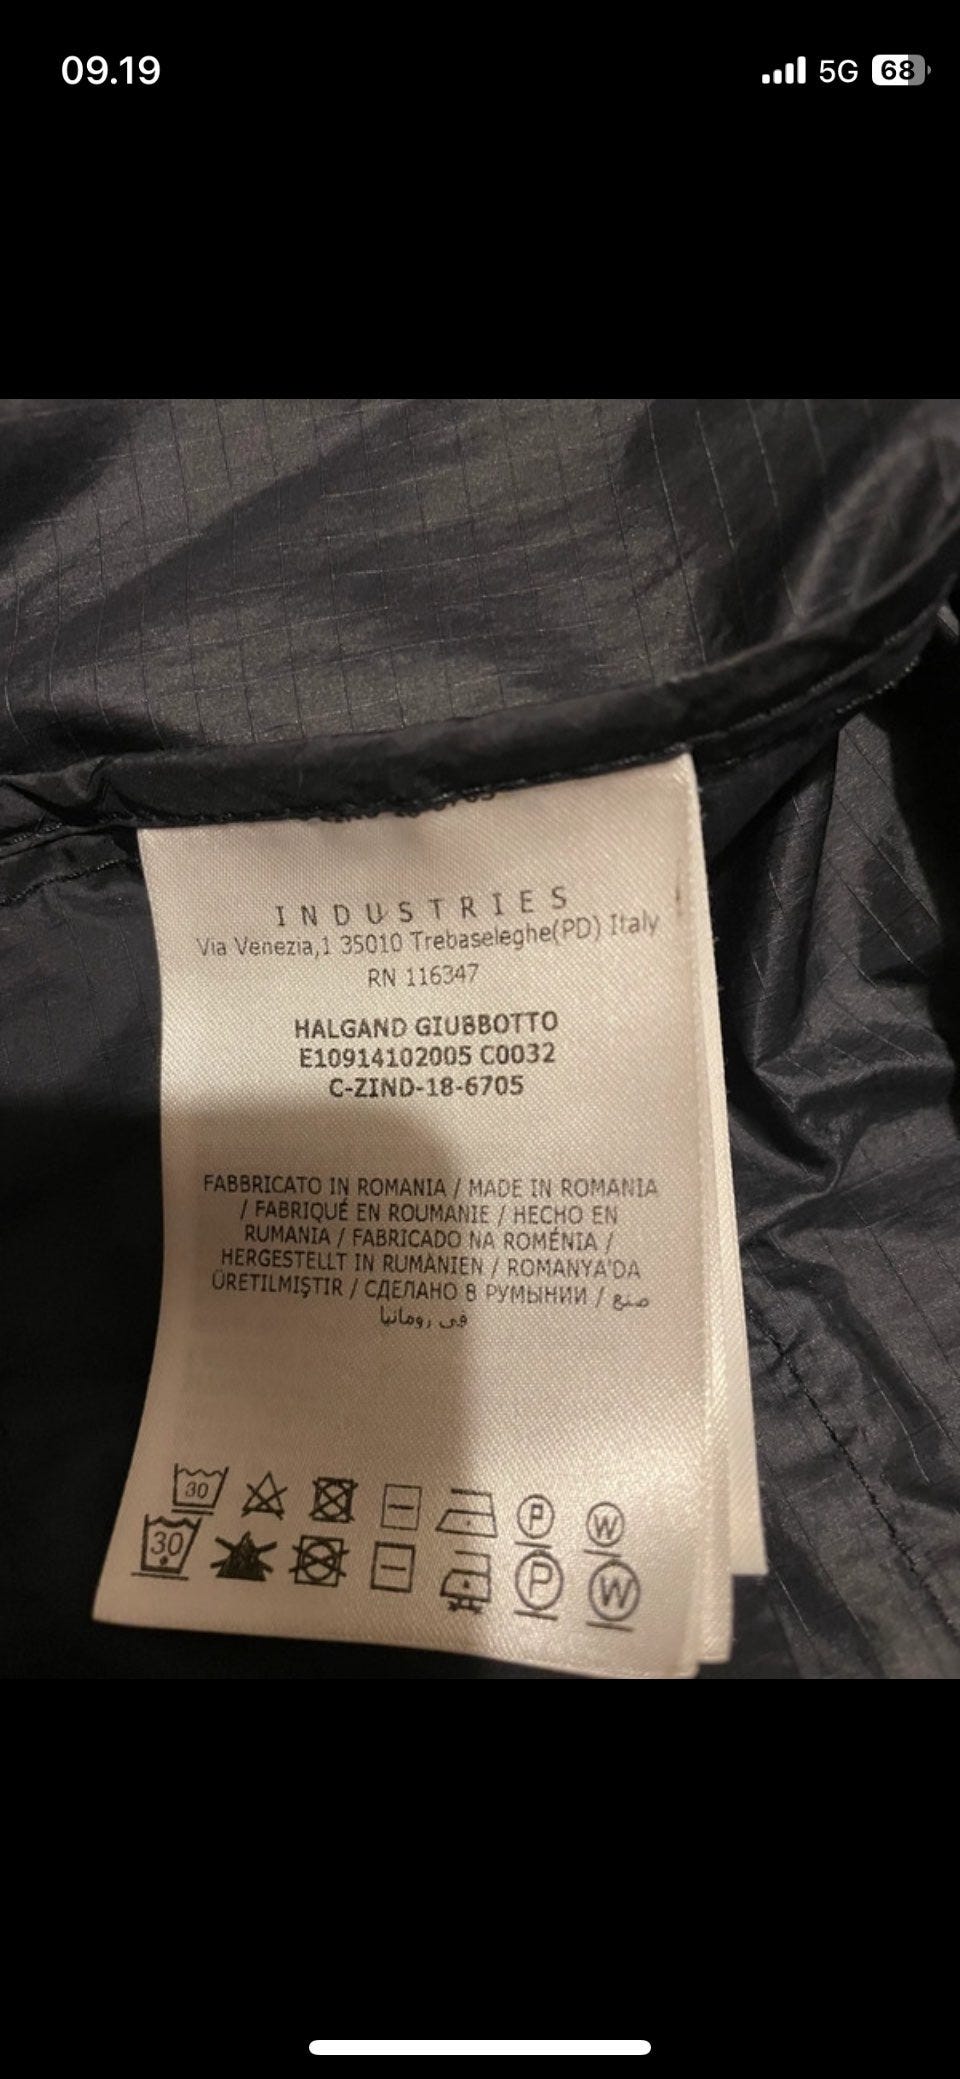 09.19
5G 68
INDUSTRIES
Via Venezia,1 35010 Trebaseleghe(PD) Italy
RN 116347
HALGAND GIUBBOTTO
E10914102005 C0032
C-ZIND-18-6705
FABBRICATO IN ROMANIA / MADE IN ROMANIA
/ FABRIQUÉ EN ROUMANIE / HECHO EN
RUMANIA / FABRICADO NA ROMÉNIA /
HERGESTELLT IN RUMÄNIEN / ROMANYA'DA
ÜRETILMIŞTIR / СДЕЛАНО В РУМЫНИИ / صنع
في رومانيا
30 P W
30 P W